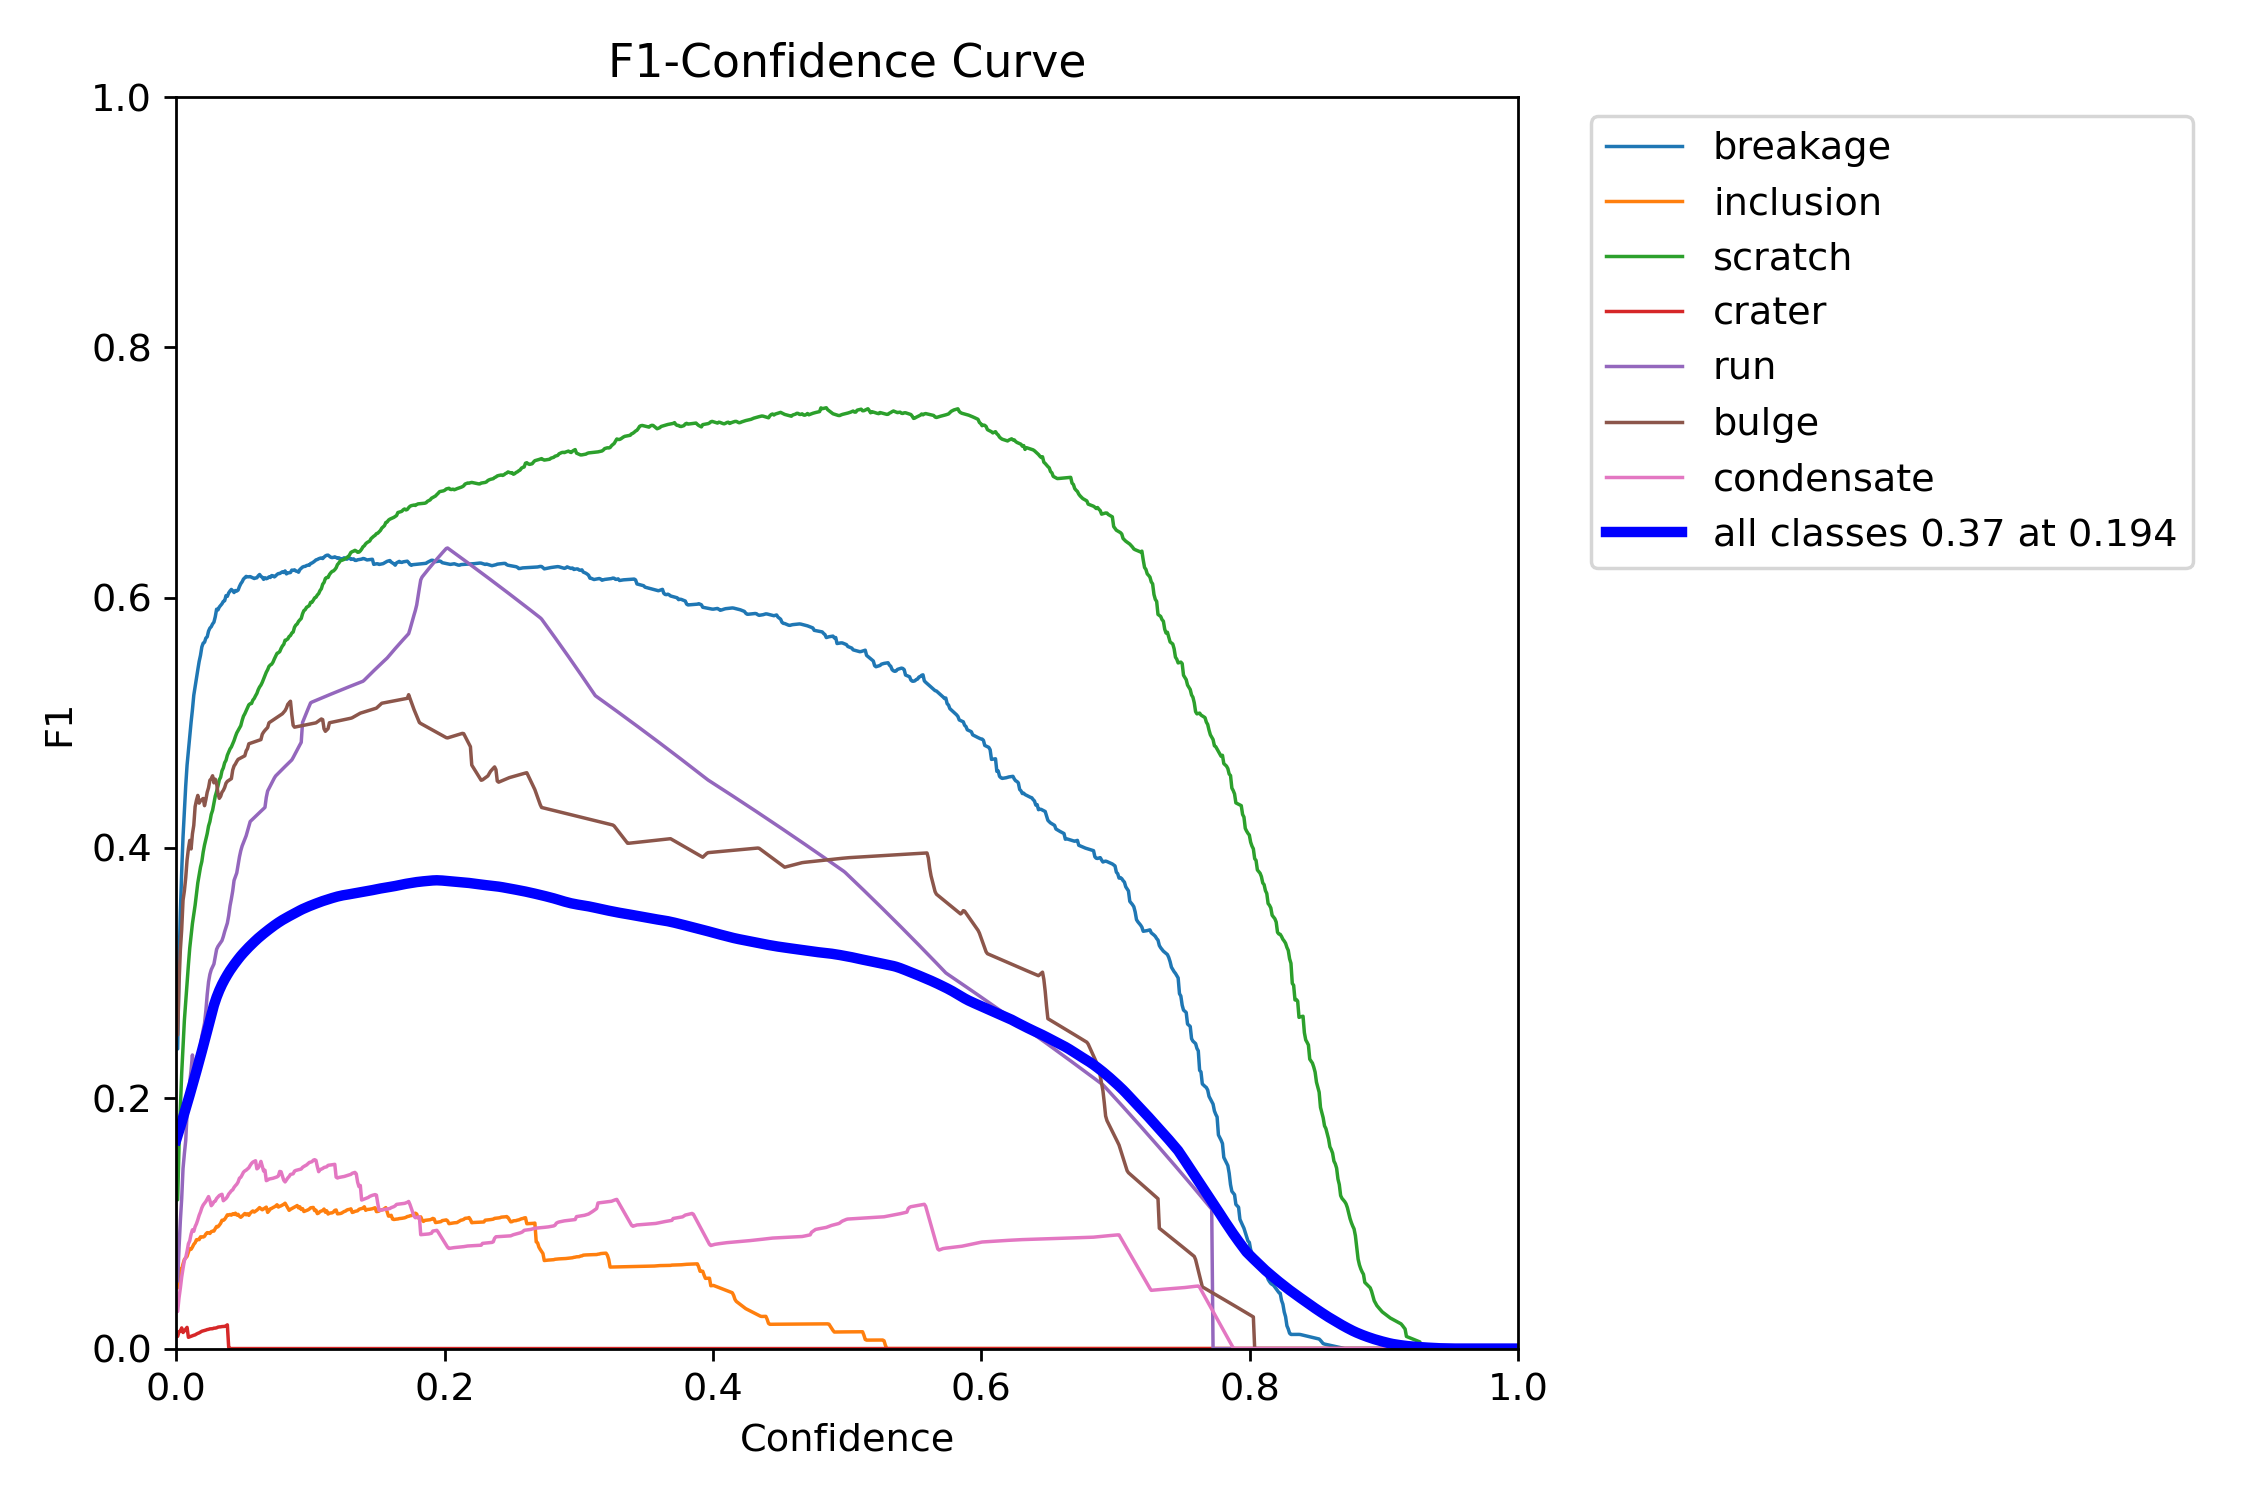 F1-Confidence Curve
1.0
0.8
0.6
0.4
0.2
0.0
F1
0.0 0.2 0.4 0.6 0.8 1.0
Confidence
breakage
inclusion
scratch
crater
run
bulge
condensate
all classes 0.37 at 0.194